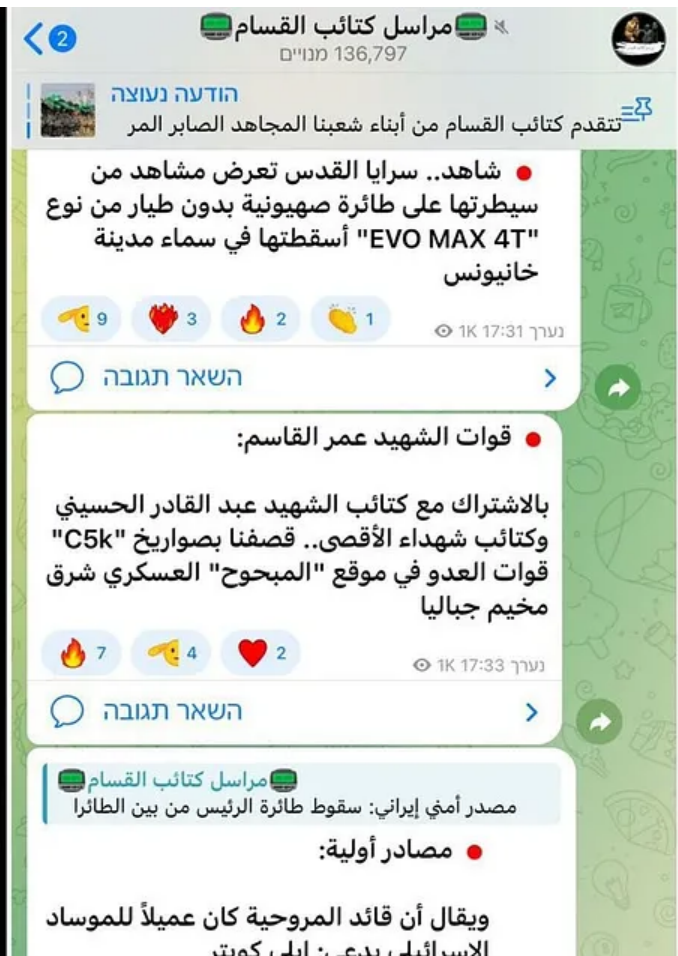 2
مراسل كتائب القسام
136,797 מנויים
הודעה נעוצה
تتقدم كتائب القسام من أبناء شعبنا المجاهد الصابر المر
شاهد.. سرايا القدس تعرض مشاهد من
سيطرتها على طائرة صهيونية بدون طيار من نوع
"EVO MAX 4T" أسقطتها في سماء مدينة
خانيونس
9 3 2 1
1K 17:31 נערך
השאר תגובה
قوات الشهيد عمر القاسم:
بالاشتراك مع كتائب الشهيد عبد القادر الحسيني
وكتائب شهداء الأقصى.. قصفنا بصواريخ "C5k"
قوات العدو في موقع "المبحوح" العسكري شرق
مخيم جباليا
7 4 2
1K 17:33 נערך
השאר תגובה
مراسل كتائب القسام
مصدر أمني إيراني: سقوط طائرة الرئيس من بين الطائرا
مصادر أولية:
ويقال أن قائد المروحية كان عميلاً للموساد
الإسرائيلي يدعى: إيلي كوبتر